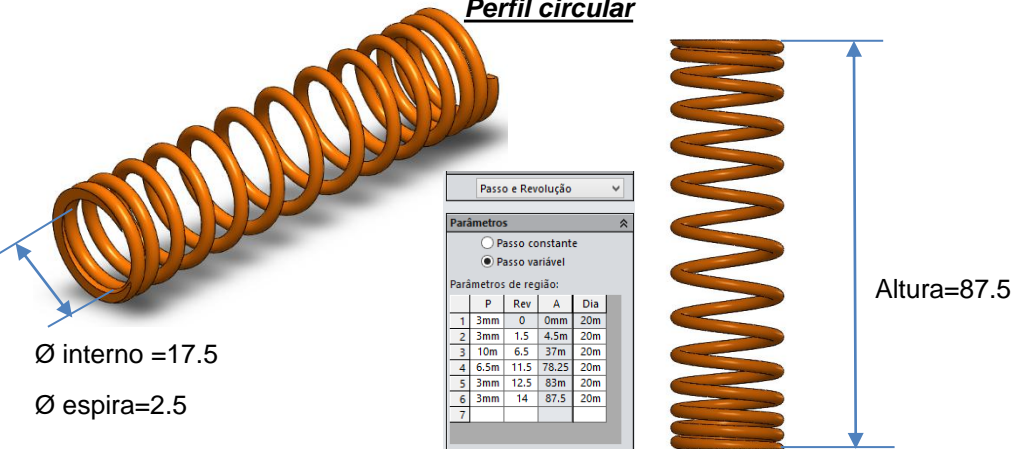 Perfil circular
Passo e Revolução
Parâmetros
Passo constante
Passo variável
Parâmetros de região:
P Rev A Dia
1 3mm 0 0mm 20m
2 3mm 1.5 4.5m 20m
3 10m 6.5 37m 20m
4 6.5m 11.5 78.25 20m
5 3mm 12.5 83m 20m
6 3mm 14 87.5 20m
7
Altura=87.5
Ø interno =17.5
Ø espira=2.5